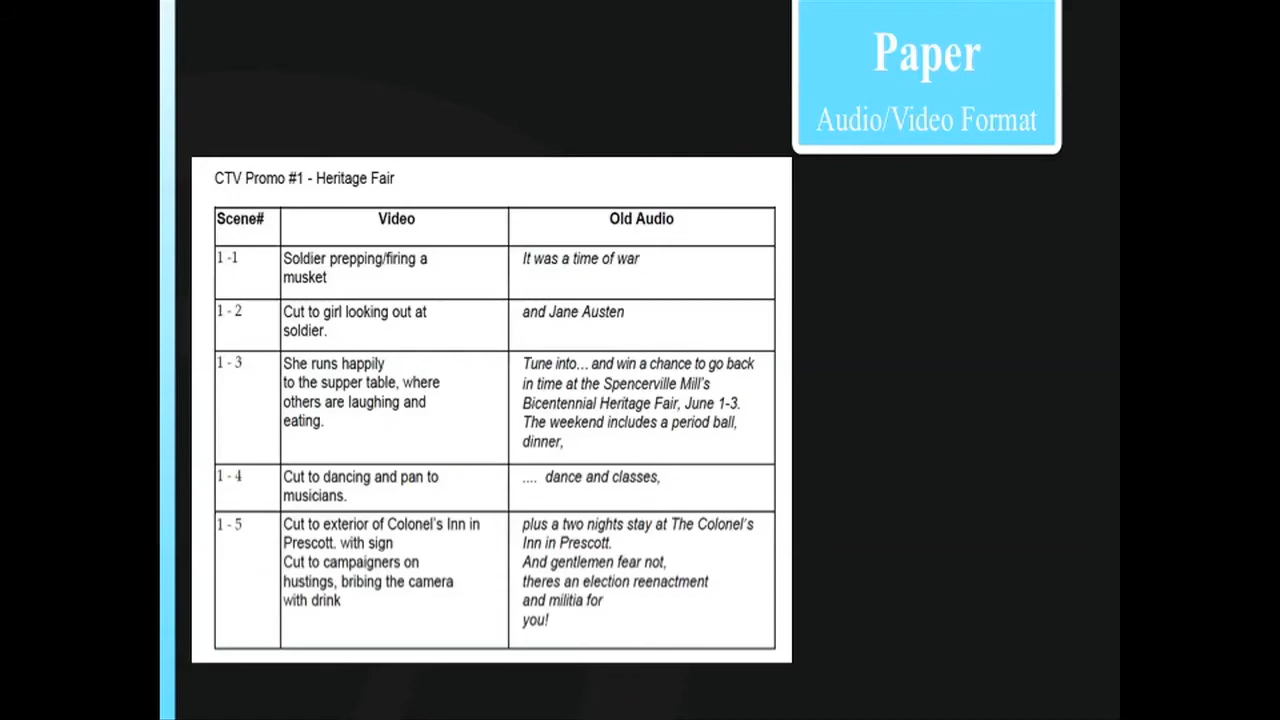 Paper
Audio/Video Format
CTV Promo #1 - Heritage Fair
Scene# Video Old Audio
1 -1 Soldier prepping/firing a It was a time of war
musket
1 - 2 Cut to girl looking out at and Jane Austen
soldier.
1 - 3 She runs happily Tune into... and win a chance to go back
to the supper table, where in time at the Spencerville Mill's
others are laughing and Bicentennial Heritage Fair, June 1-3.
eating. The weekend includes a period ball,
dinner,
1 - 4 Cut to dancing and pan to .... dance and classes,
musicians.
1 - 5 Cut to exterior of Colonel's Inn in plus a two nights stay at The Colonel's
Prescott. with sign Inn in Prescott.
Cut to campaigners on And gentlemen fear not,
hustings, bribing the camera theres an election reenactment
with drink and militia for
you!